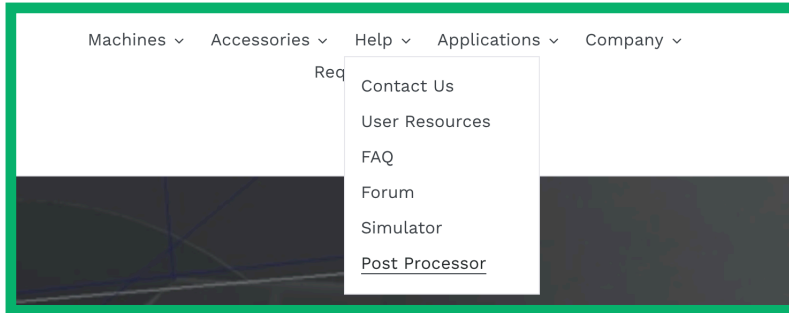 Machines Accessories Help Applications Company
Req
Contact Us
User Resources
FAQ
Forum
Simulator
Post Processor